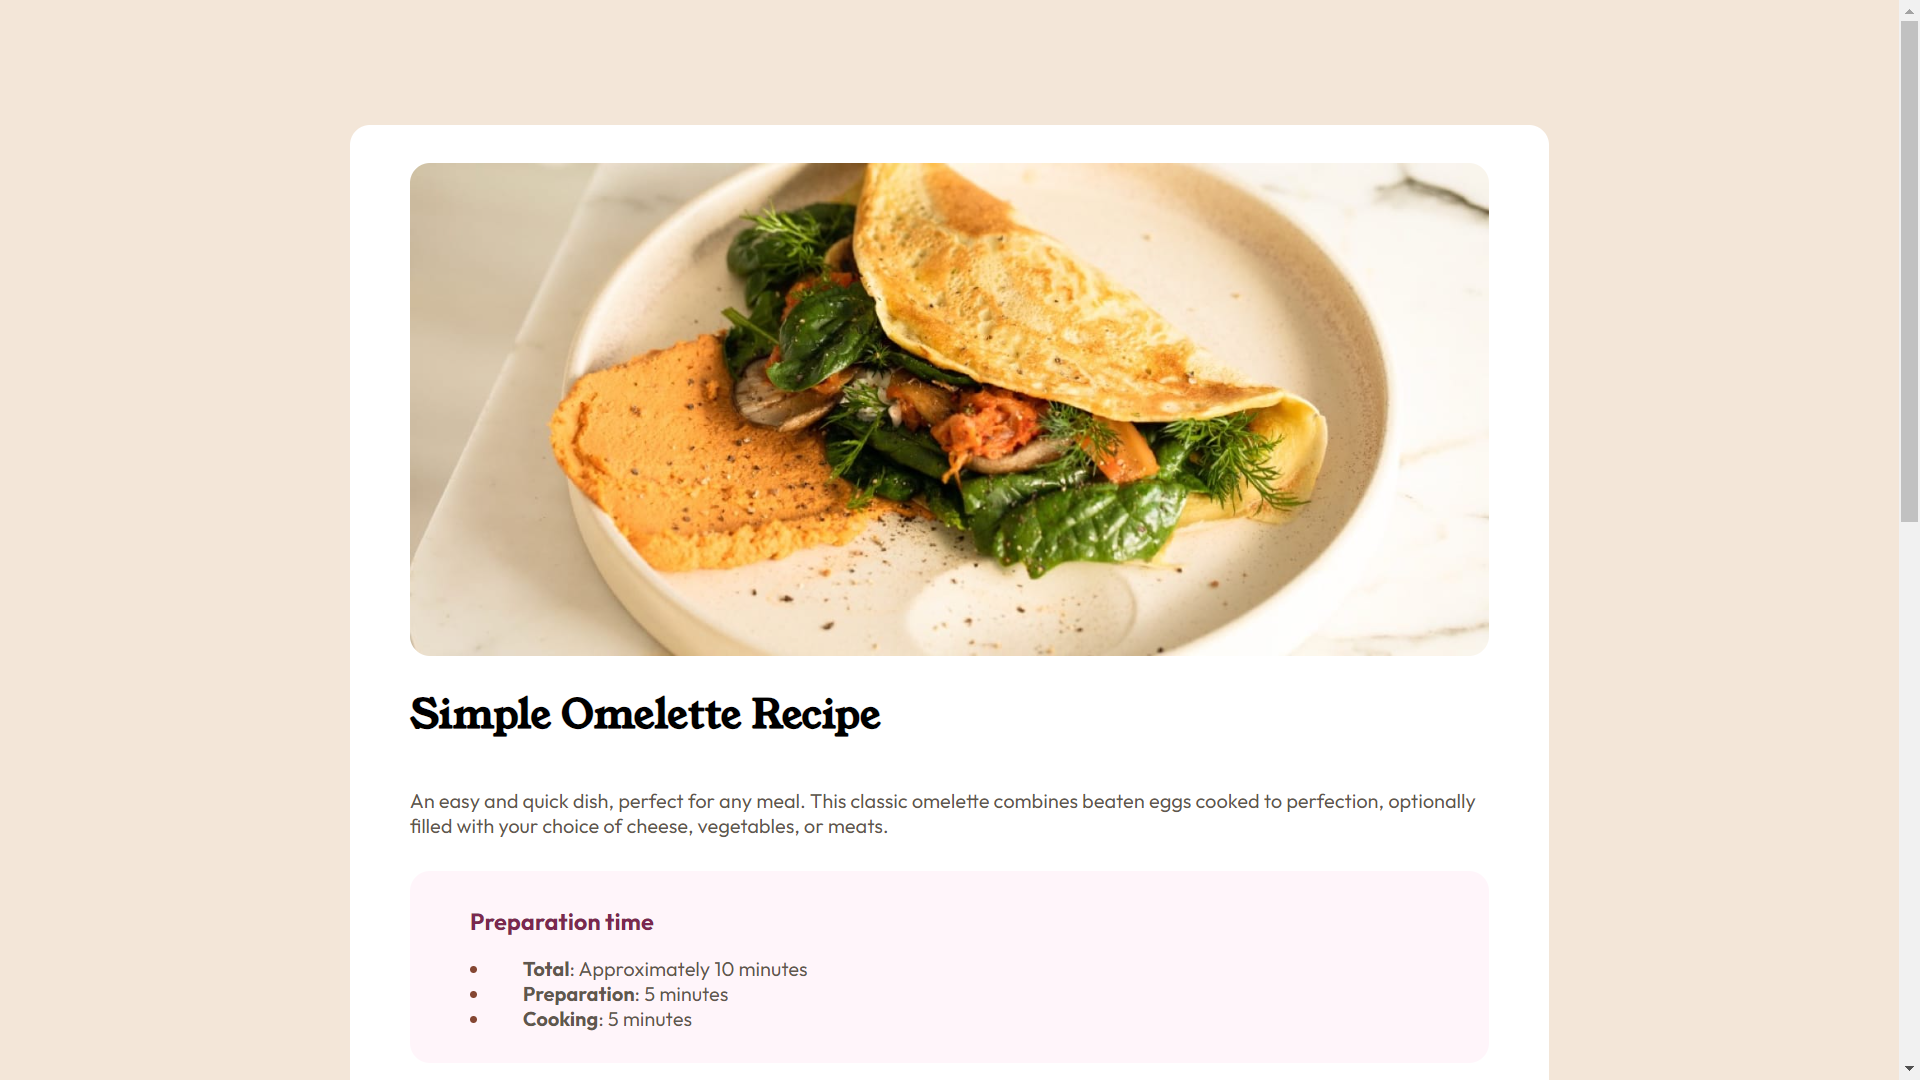 Simple Omelette Recipe
An easy and quick dish, perfect for any meal. This classic omelette combines beaten eggs cooked to perfection, optionally
filled with your choice of cheese, vegetables, or meats.
Preparation time
• Total: Approximately 10 minutes
• Preparation: 5 minutes
• Cooking: 5 minutes